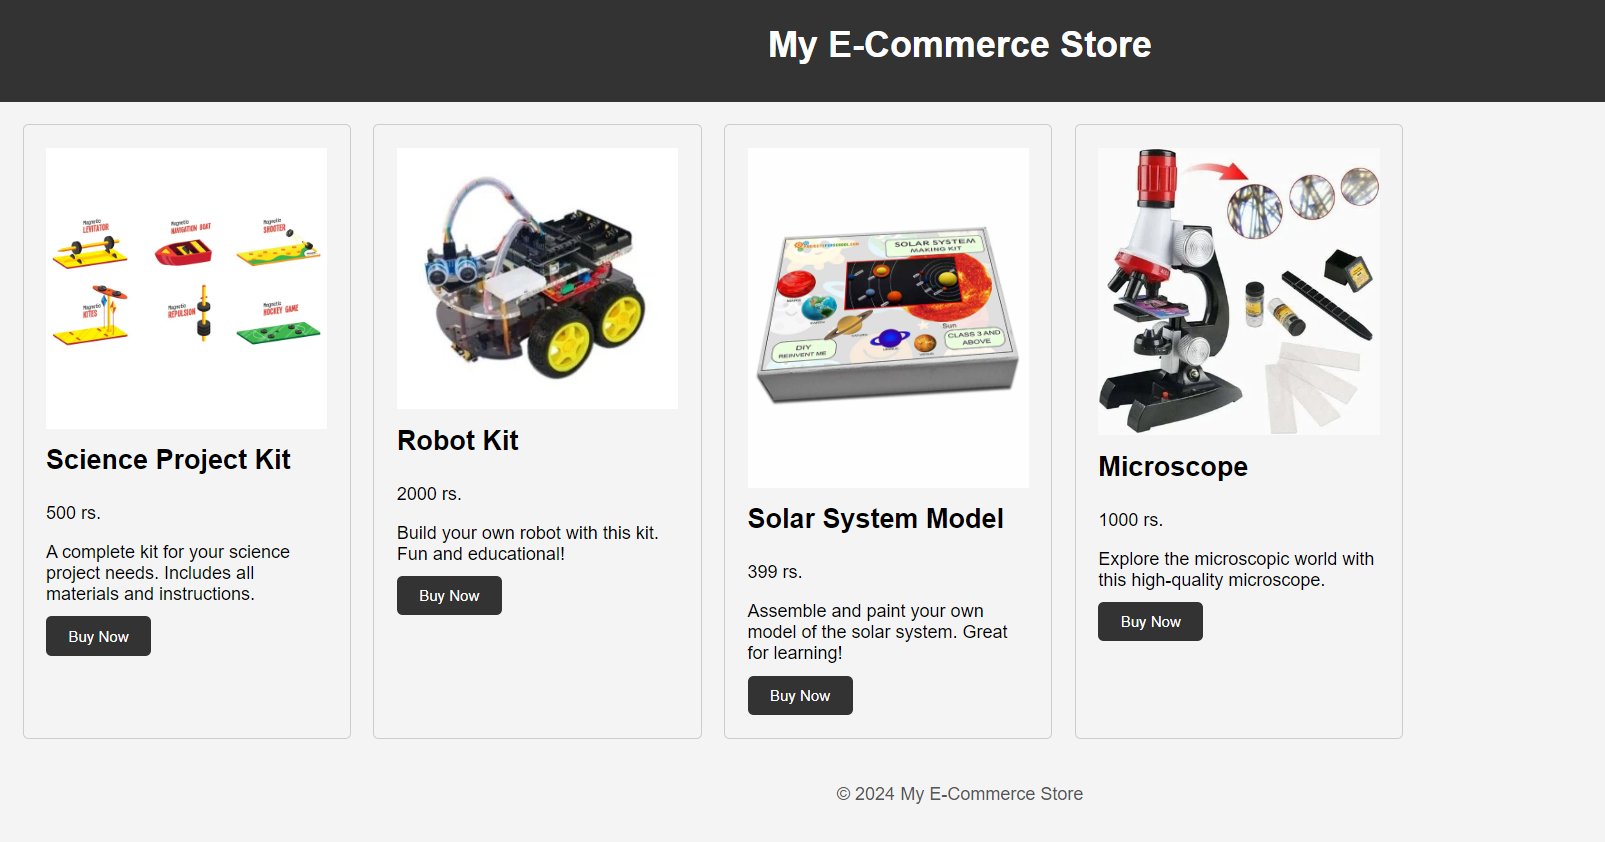 My E-Commerce Store
Magnetic
LEVITATOR
Magnetic
NAVIGATION BOAT
Magnetic
SHOOTER
Magnetic
KITES
Magnetic
REPULSION
Magnetic
HOCKEY GAME
Science Project Kit
500 rs.
A complete kit for your science
project needs. Includes all
materials and instructions.
Buy Now
Robot Kit
2000 rs.
Build your own robot with this kit.
Fun and educational!
Buy Now
SOLAR SYSTEM
MAKING KIT
Sun
DIY
REINVENT ME
CLASS 3 AND
ABOVE
Solar System Model
399 rs.
Assemble and paint your own
model of the solar system. Great
for learning!
Buy Now
Microscope
1000 rs.
Explore the microscopic world with
this high-quality microscope.
Buy Now
© 2024 My E-Commerce Store